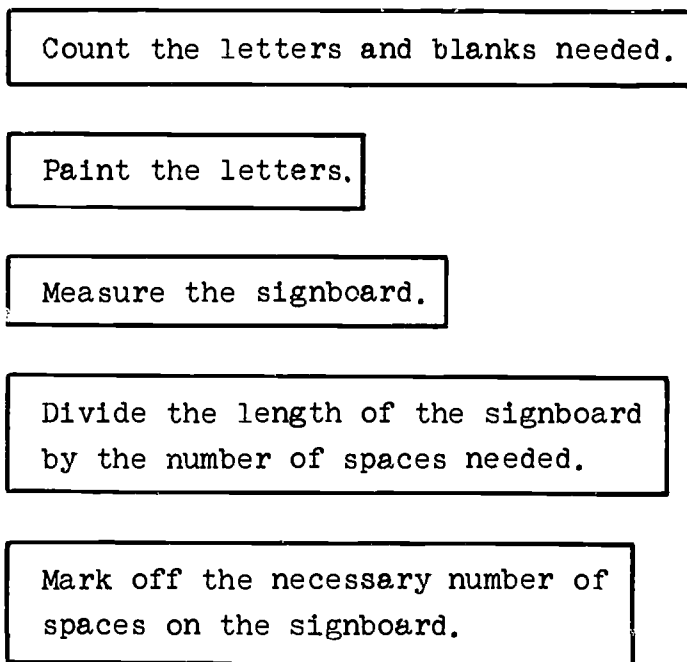 Count the letters and blanks needed.
Paint the letters.
Measure the signboard.
Divide the length of the signboard
by the number of spaces needed.
Mark off the necessary number of
spaces on the signboard.